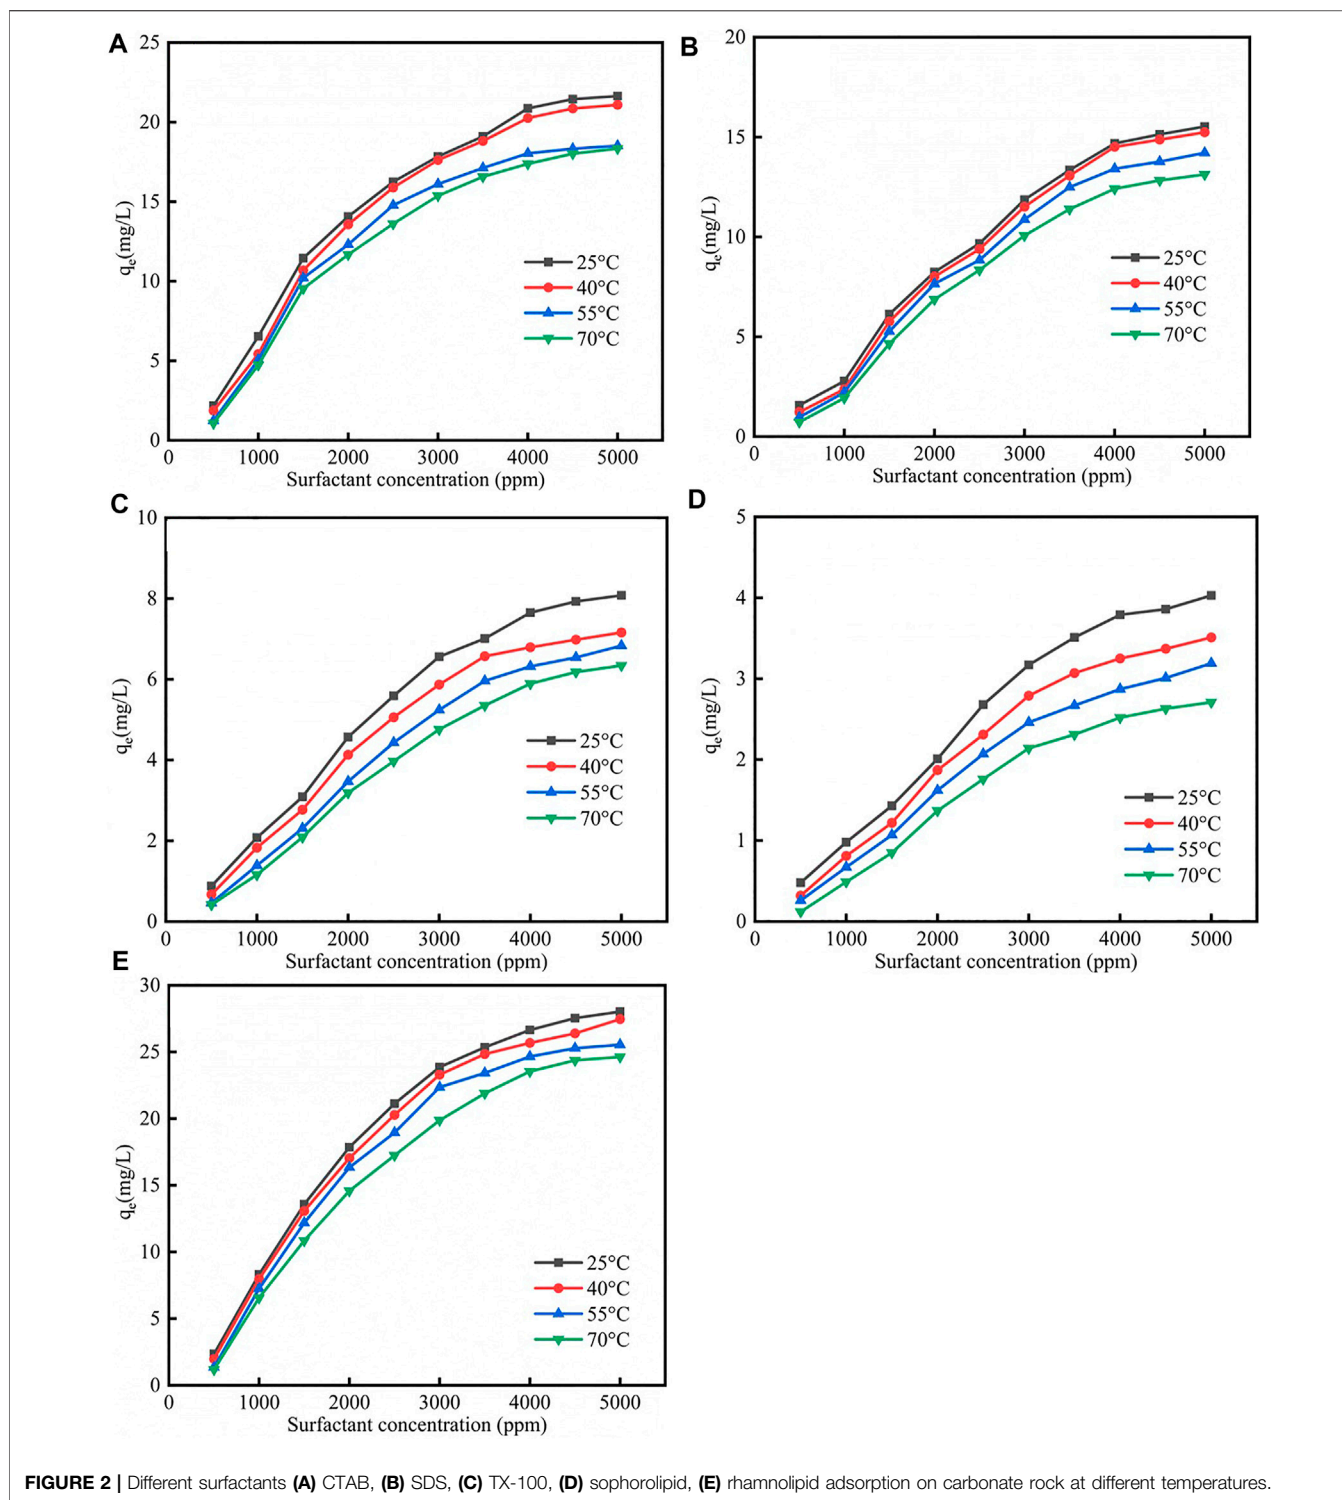 A
25
20
15
10
5
0
qe(mg/L)
25°C
40°C
55°C
70°C
0 1000 2000 3000 4000 5000
Surfactant concentration (ppm)
B
20
15
10
5
0
qe(mg/L)
25°C
40°C
55°C
70°C
0 1000 2000 3000 4000 5000
Surfactant concentration (ppm)
C
10
8
6
4
2
0
qe(mg/L)
25°C
40°C
55°C
70°C
0 1000 2000 3000 4000 5000
Surfactant concentration (ppm)
D
5
4
3
2
1
0
qe(mg/L)
25°C
40°C
55°C
70°C
0 1000 2000 3000 4000 5000
Surfactant concentration (ppm)
E
30
25
20
15
10
5
0
qe(mg/L)
25°C
40°C
55°C
70°C
0 1000 2000 3000 4000 5000
Surfactant concentration (ppm)
FIGURE 2 | Different surfactants (A) CTAB, (B) SDS, (C) TX-100, (D) sophorolipid, (E) rhamnolipid adsorption on carbonate rock at different temperatures.